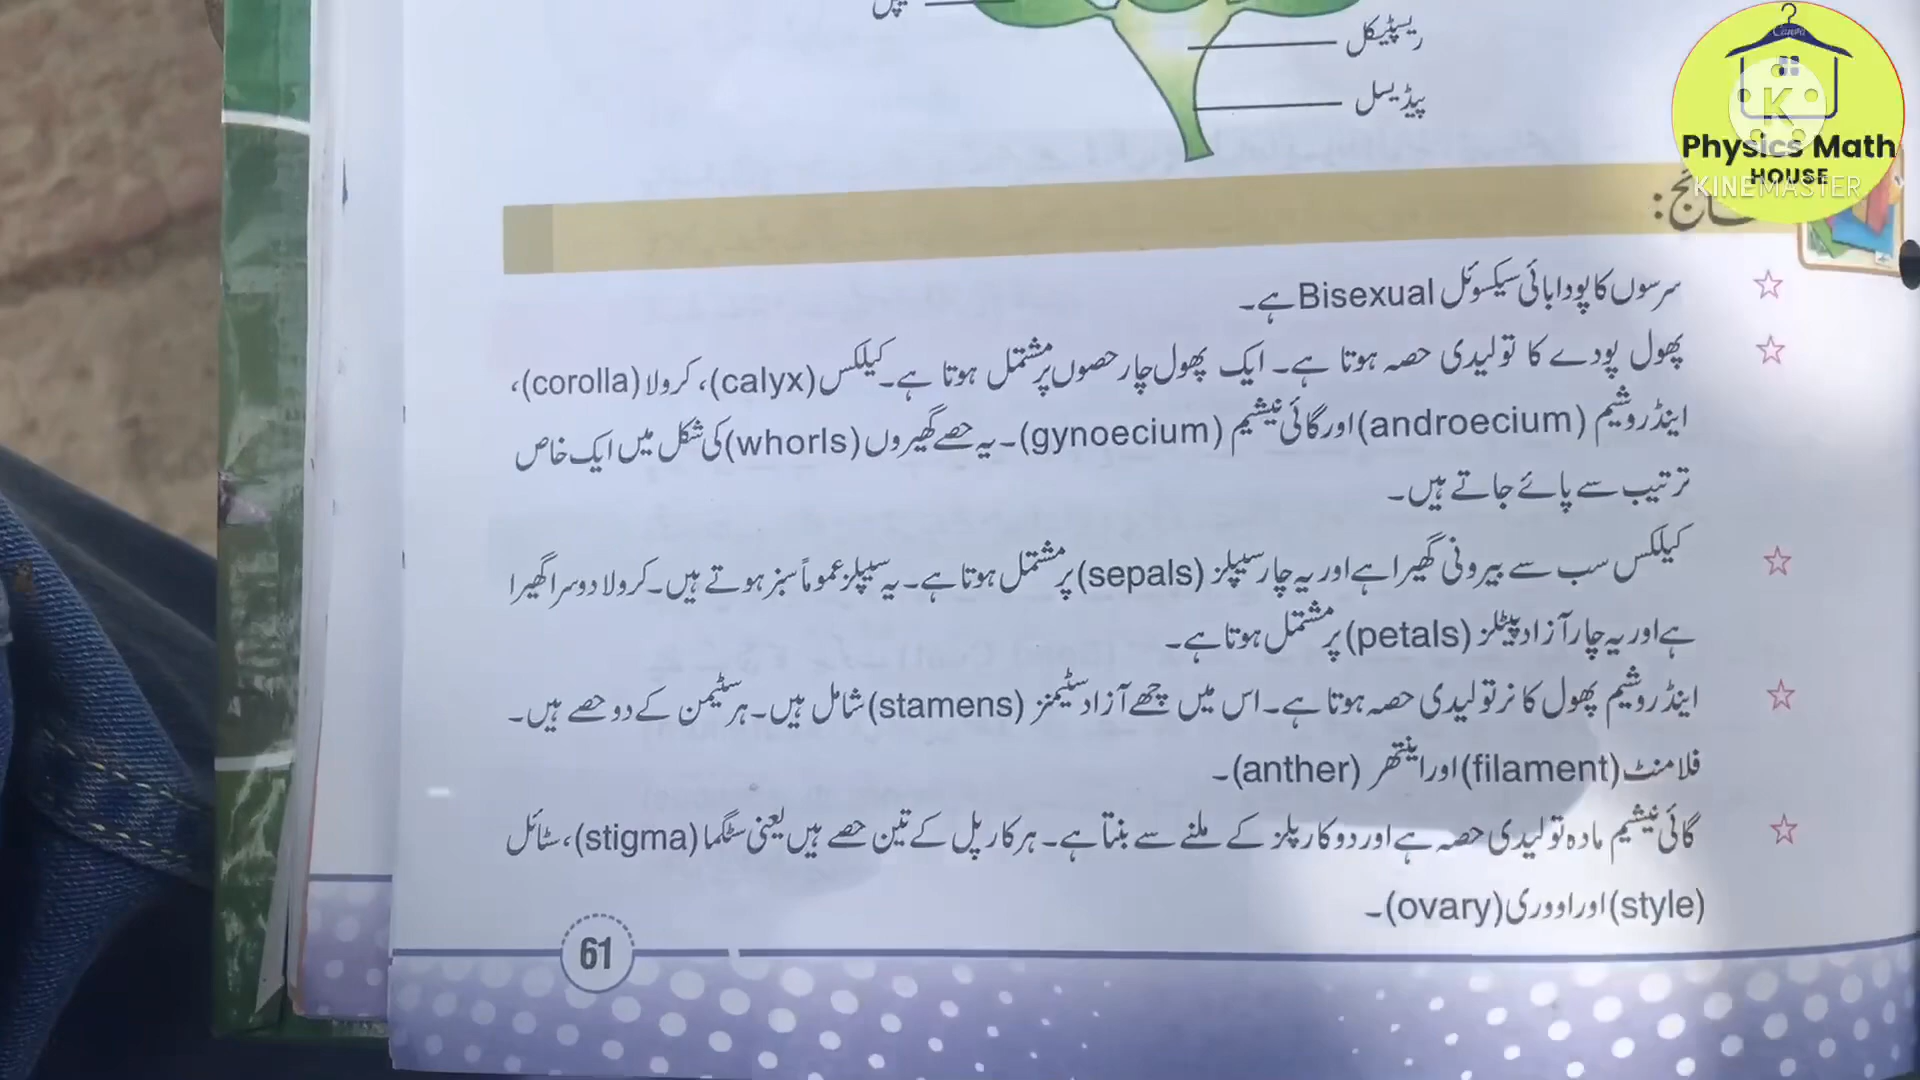 ریسپٹیکل
پیڈیسل
Canva
K
Physics Math
HOUSE
KINEMASTER
سرسوں کا پودا بائی سیکسوئل Bisexual ہے۔
پھول پودے کا تولیدی حصہ ہوتا ہے۔ ایک پھول چار حصوں پر مشتمل ہوتا ہے۔ کیلکس (calyx)، کرولا (corolla)،
اینڈروشیم (androecium) اور گائی نیشیم (gynoecium)۔ یہ حصے گھیروں (whorls) کی شکل میں ایک خاص
ترتیب سے پائے جاتے ہیں۔
کیلکس سب سے بیرونی گھیرا ہے اور یہ چار سیپلز (sepals) پر مشتمل ہوتا ہے۔ یہ سیپلز عموماً سبز ہوتے ہیں۔ کرولا دوسرا گھیرا
ہے اور یہ چار آزاد پیٹلز (petals) پر مشتمل ہوتا ہے۔
اینڈروشیم پھول کا نر تولیدی حصہ ہوتا ہے۔ اس میں چھے آزاد سٹیمنز (stamens) شامل ہیں۔ ہر سٹیمن کے دو حصے ہیں۔
فلامنٹ (filament) اور اینتھر (anther)۔
گائی نیشیم مادہ تولیدی حصہ ہے اور دو کارپلز کے ملنے سے بنتا ہے۔ ہر کارپل کے تین حصے ہیں یعنی سٹگما (stigma)، سٹائل
(style) اور اووری (ovary)۔
61